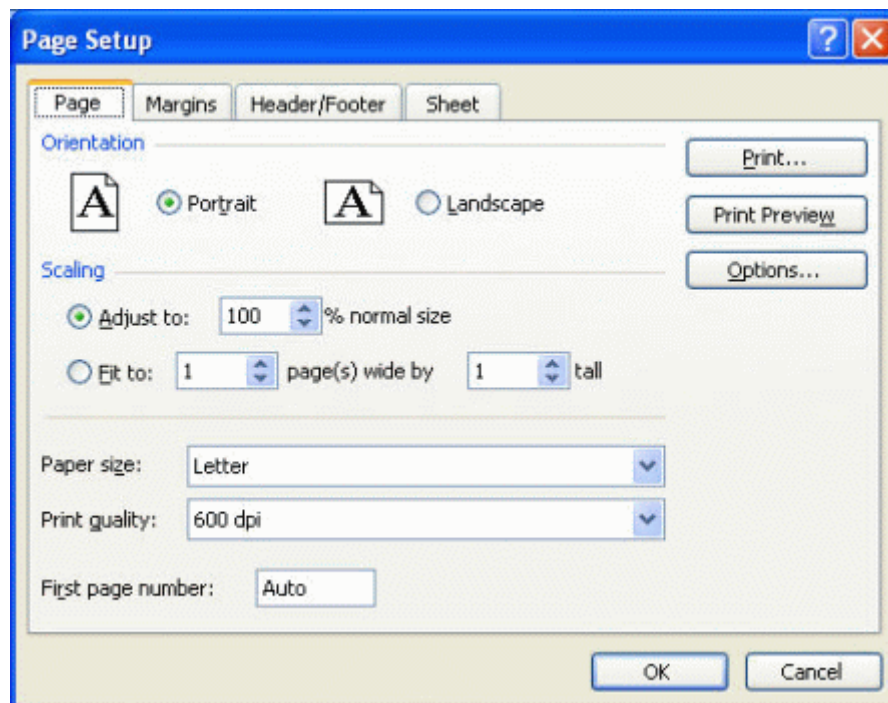 Page Setup
Page Margins Header/Footer Sheet
Orientation
Print...
A Portrait A Landscape
Print Preview
Scaling
Options...
Adjust to: 100 % normal size
Fit to: 1 page(s) wide by 1 tall
Paper size: Letter
Print quality: 600 dpi
First page number: Auto
OK Cancel